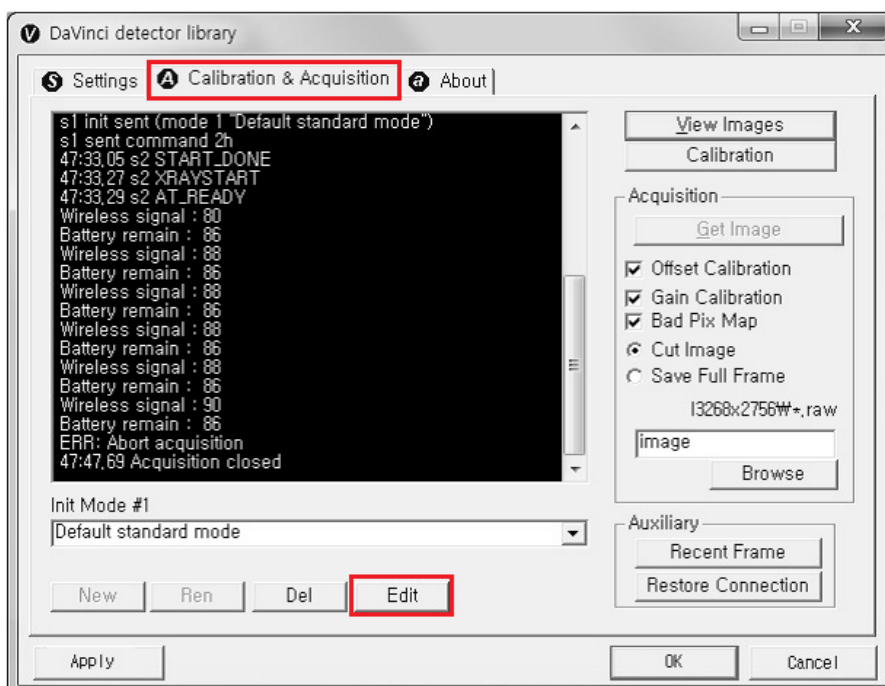 DaVinci detector library
Settings
Calibration & Acquisition
About
s1 init sent (mode 1 "Default standard mode")
s1 sent command 2h
47:33,05 s2 START_DONE
47:33,27 s2 XRAYSTART
47:33,29 s2 AT_READY
Wireless signal : 80
Battery remain : 86
Wireless signal : 88
Battery remain : 86
Wireless signal : 88
Battery remain : 86
Wireless signal : 88
Battery remain : 86
Wireless signal : 88
Battery remain : 86
Wireless signal : 90
Battery remain : 86
ERR: Abort acquisition
47:47,69 Acquisition closed
Init Mode #1
Default standard mode
New
Ren
Del
Edit
View Images
Calibration
Acquisition
Get Image
Offset Calibration
Gain Calibration
Bad Pix Map
Cut Image
Save Full Frame
I3268x2756₩*,raw
image
Browse
Auxiliary
Recent Frame
Restore Connection
Apply
OK
Cancel